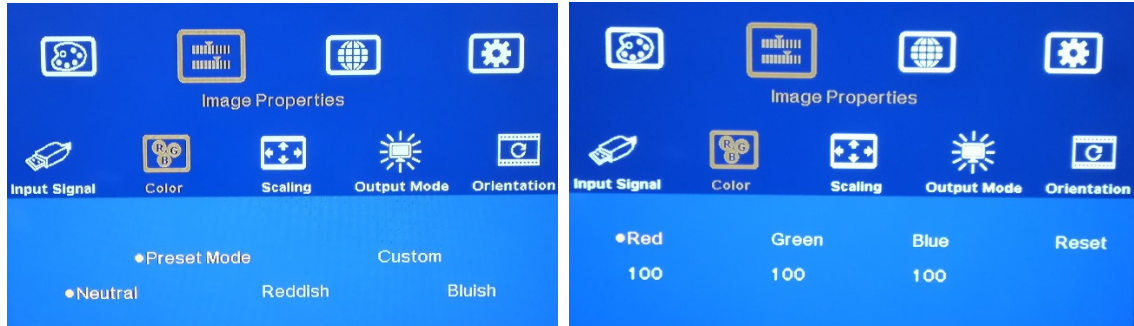 Image Properties
R G B
Input Signal Color Scaling Output Mode Orientation
●Preset Mode Custom
●Neutral Reddish Bluish
Image Properties
R G B
Input Signal Color Scaling Output Mode Orientation
●Red Green Blue Reset
100 100 100